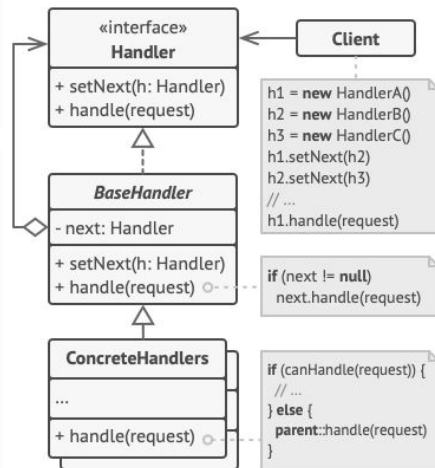 «interface»
Handler
+ setNext(h: Handler)
+ handle(request)
Client
h1 = new HandlerA()
h2 = new HandlerB()
h3 = new HandlerC()
h1.setNext(h2)
h2.setNext(h3)
// ...
h1.handle(request)
BaseHandler
- next: Handler
+ setNext(h: Handler)
+ handle(request)
if (next != null)
next.handle(request)
ConcreteHandlers
...
+ handle(request)
if (canHandle(request)) {
// ...
} else {
parent::handle(request)
}